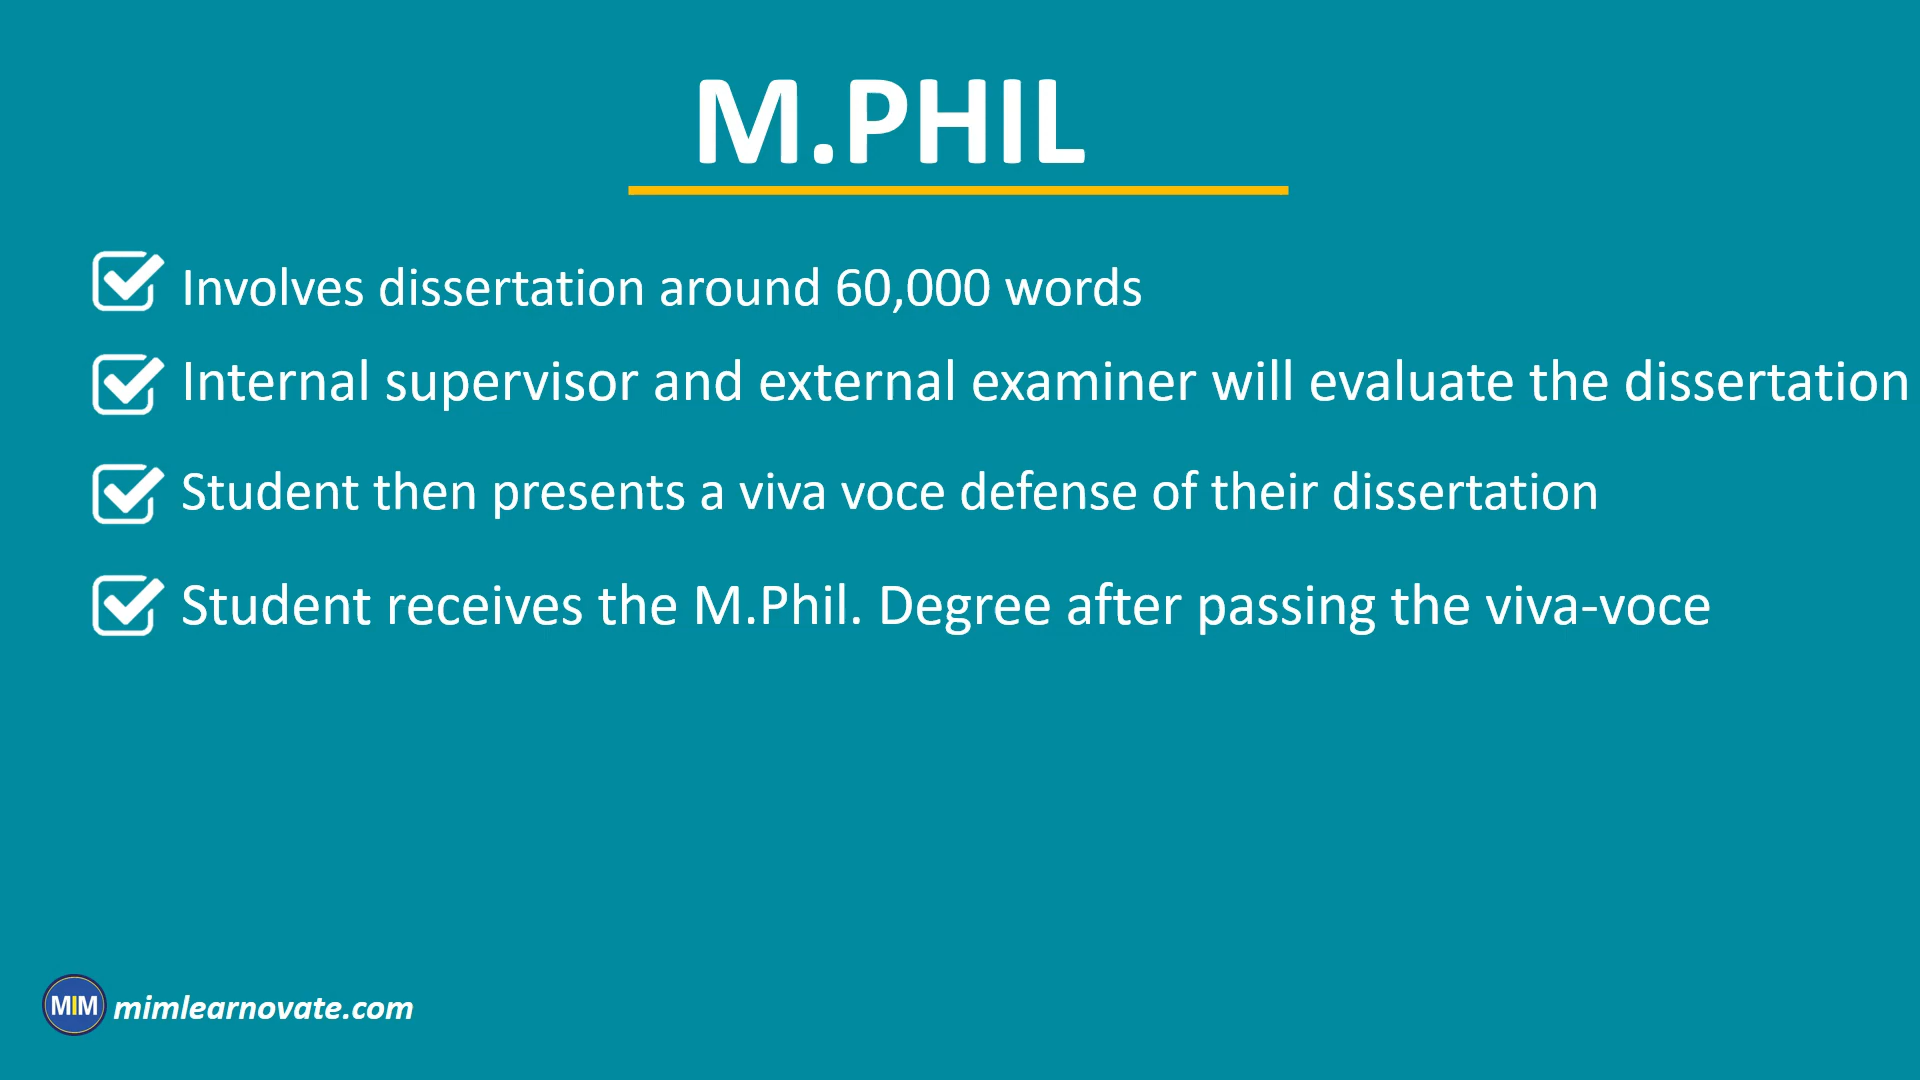 M.PHIL
Involves dissertation around 60,000 words
Internal supervisor and external examiner will evaluate the dissertation
Student then presents a viva voce defense of their dissertation
Student receives the M.Phil. Degree after passing the viva-voce
MIM mimlearnovate.com